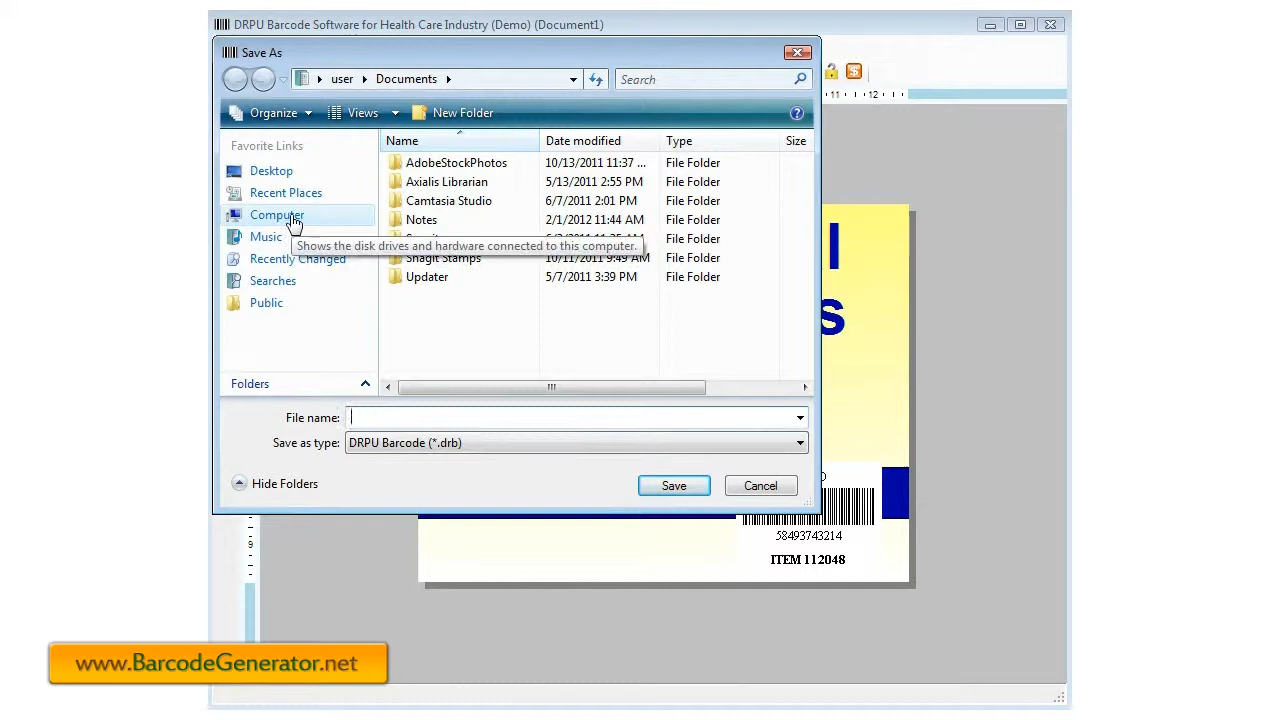 DRPU Barcode Software for Health Care Industry (Demo) (Document1)
Save As
user Documents
Search
11 12
Organize Views New Folder
Favorite Links
Name Date modified Type Size
Desktop
Recent Places
Computer
Music
Recently Changed
Searches
Public
AdobeStockPhotos 10/13/2011 11:37 ... File Folder
Axialis Librarian 5/13/2011 2:55 PM File Folder
Camtasia Studio 6/7/2011 2:01 PM File Folder
Notes 2/1/2012 11:44 AM File Folder
File Folder
Shows the disk drives and hardware connected to this computer.
SnagIt Stamps 10/11/2011 9:49 AM File Folder
Updater 5/7/2011 3:39 PM File Folder
l
s
Folders
File name:
Save as type: DRPU Barcode (*.drb)
Hide Folders
Save Cancel
9
58493743214
ITEM 112048
www.BarcodeGenerator.net